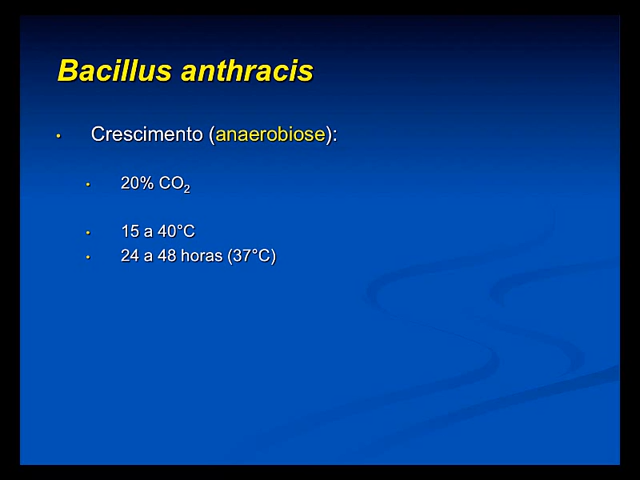 Bacillus anthracis
• Crescimento (anaerobiose):
• 20% CO₂
• 15 a 40°C
• 24 a 48 horas (37°C)